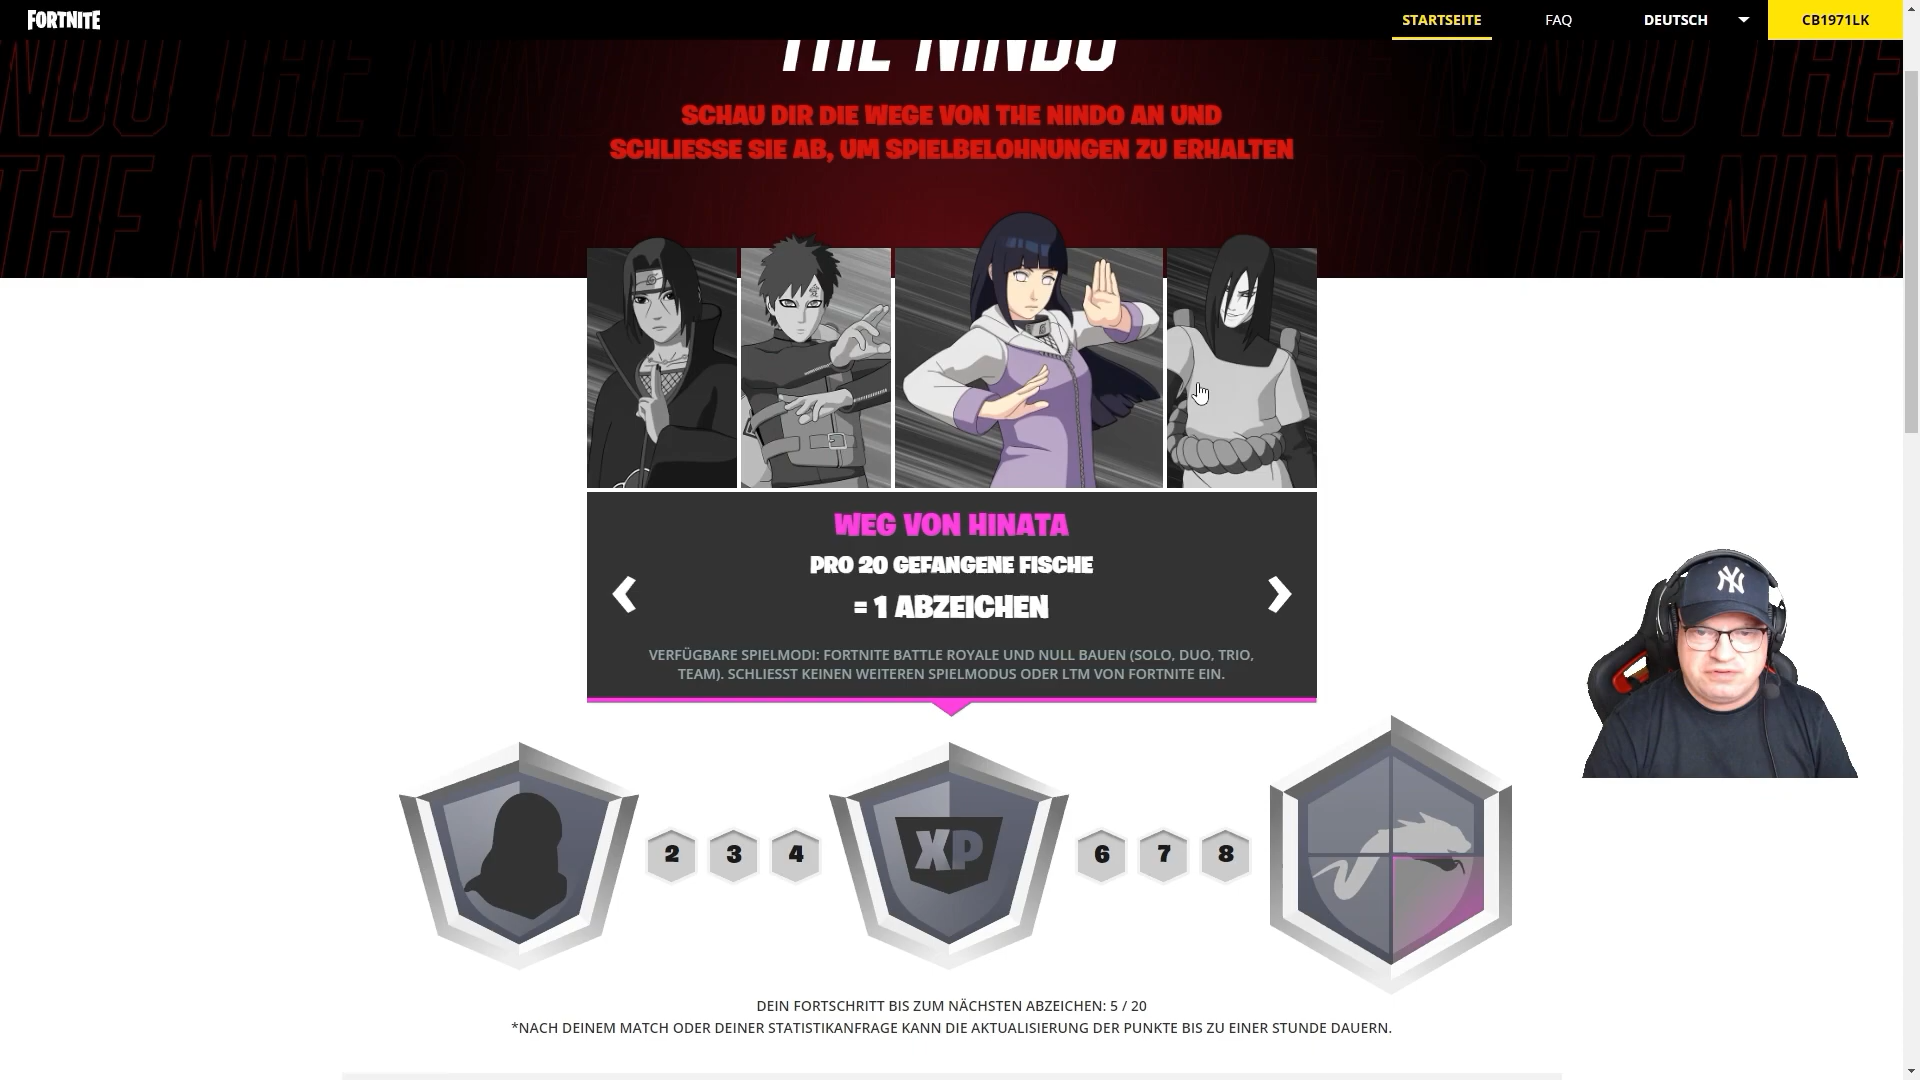 FORTNITE
STARTSEITE
FAQ
DEUTSCH
CB1971LK
THE NINDO
SCHAU DIR DIE WEGE VON THE NINDO AN UND
SCHLIESSE SIE AB, UM SPIELBELOHNUNGEN ZU ERHALTEN
WEG VON HINATA
PRO 20 GEFANGENE FISCHE
= 1 ABZEICHEN
VERFÜGBARE SPIELMODI: FORTNITE BATTLE ROYALE UND NULL BAUEN (SOLO, DUO, TRIO,
TEAM). SCHLIESST KEINEN WEITEREN SPIELMODUS ODER LTM VON FORTNITE EIN.
2
3
4
XP
6
7
8
DEIN FORTSCHRITT BIS ZUM NÄCHSTEN ABZEICHEN: 5 / 20
*NACH DEINEM MATCH ODER DEINER STATISTIKANFRAGE KANN DIE AKTUALISIERUNG DER PUNKTE BIS ZU EINER STUNDE DAUERN.
NY